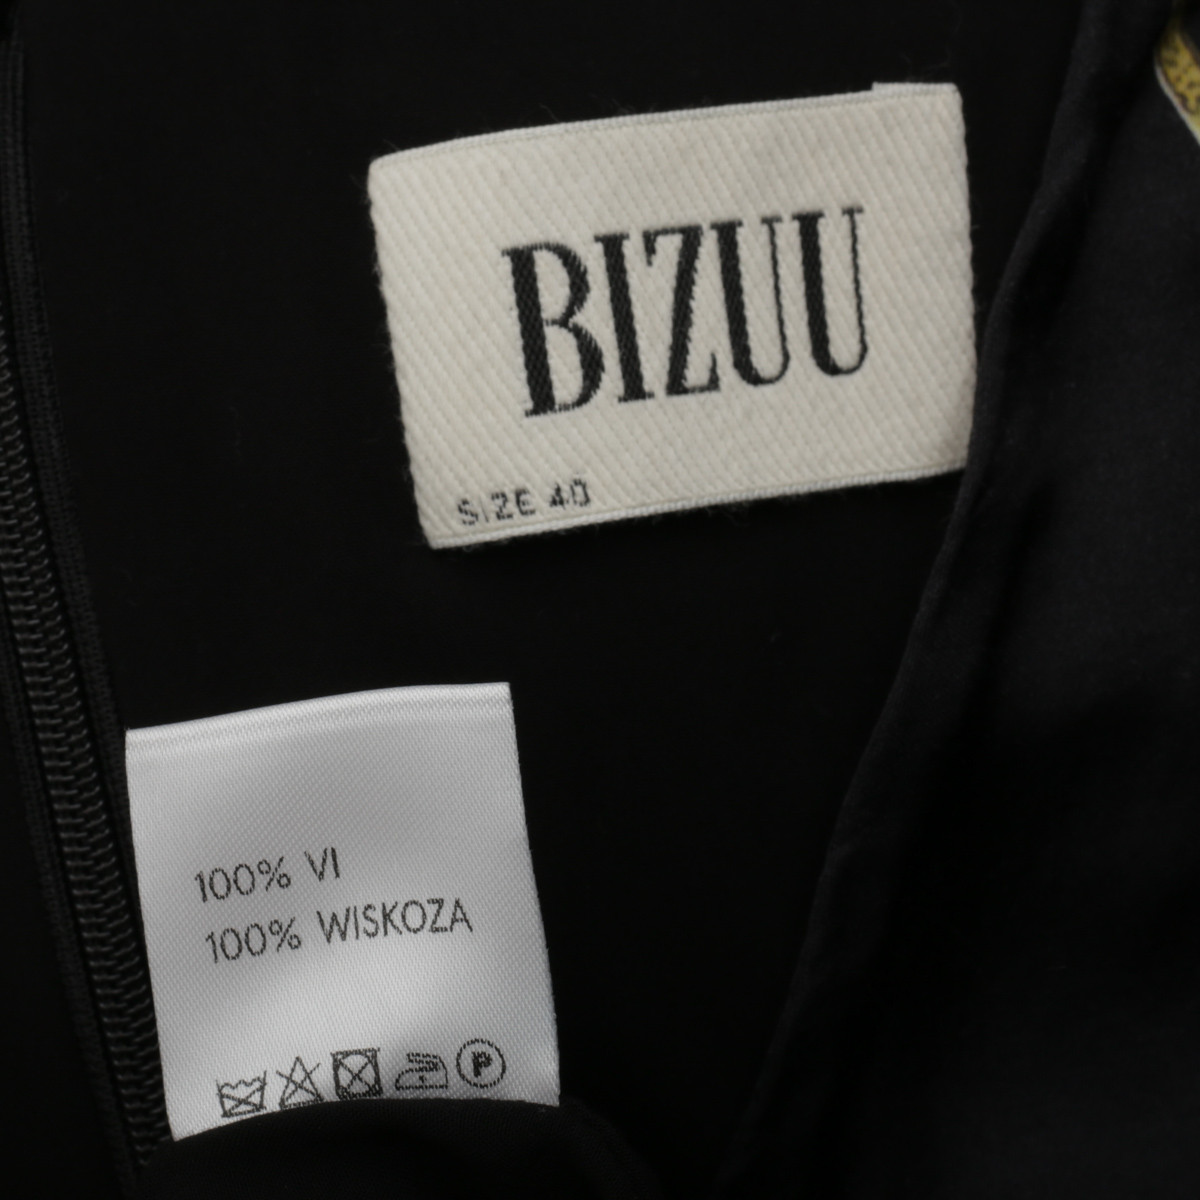 BIZUU
SIZE 40
100% VI
100% WISKOZA
P